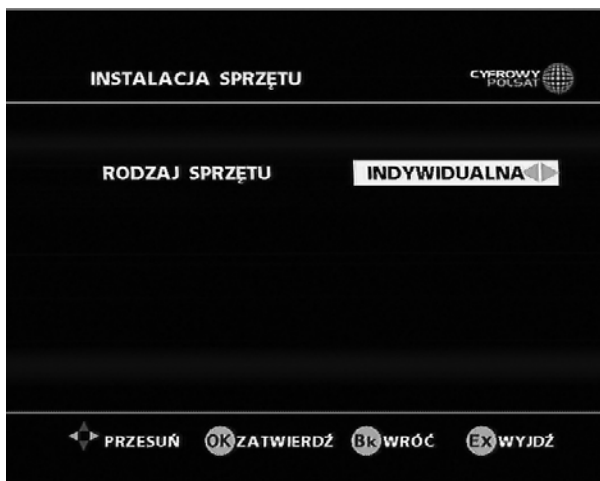 INSTALACJA SPRZĘTU
CYFROWY
POLSAT
RODZAJ SPRZĘTU INDYWIDUALNA
PRZESUŃ OK ZATWIERDŹ Bk WRÓĆ Ex WYJDŹ